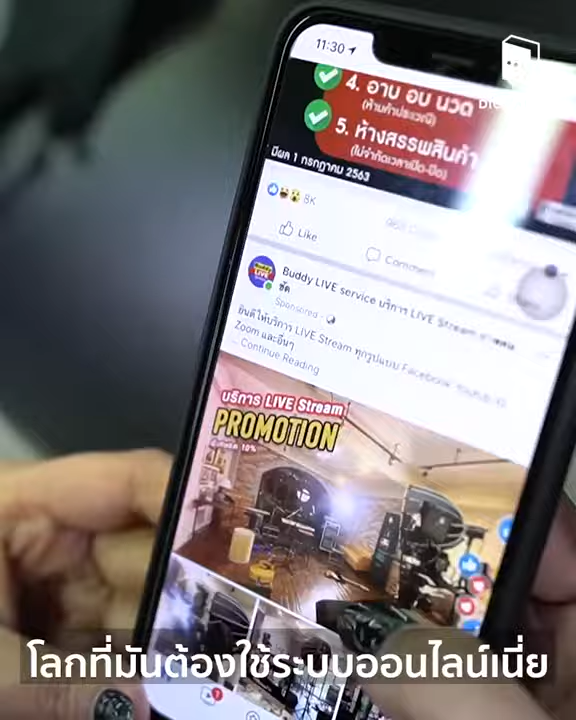 11:30
4. อาบ อบ นวด
(ห้ามค้าประเวณี)
5. ห้างสรรพสินค้า
(ไม่จำกัดเวลาเปิด-ปิด)
มีผล 1 กรกฎาคม 2563
8K
Like
Comment
Buddy LIVE service บริการ LIVE Stream
ชัด
Sponsored
ยินดีให้บริการ LIVE Stream ทุกรูปแบบ Facebook Youtube IG
Zoom และอื่นๆ
... Continue Reading
บริการ LIVE Stream
PROMOTION
10%
โลกที่มันต้องใช้ระบบออนไลน์เนี่ย